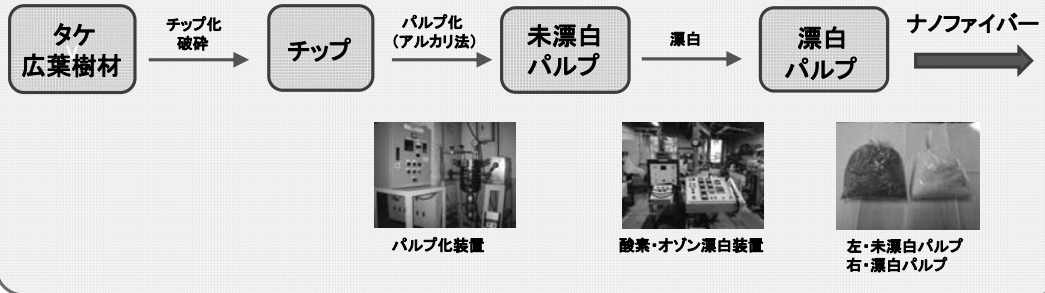 タケ
広葉樹材
チップ化
破砕
チップ
パルプ化
(アルカリ法)
未漂白
パルプ
漂白
漂白
パルプ
ナノファイバー
パルプ化装置
酸素・オゾン漂白装置
左・未漂白パルプ
右・漂白パルプ